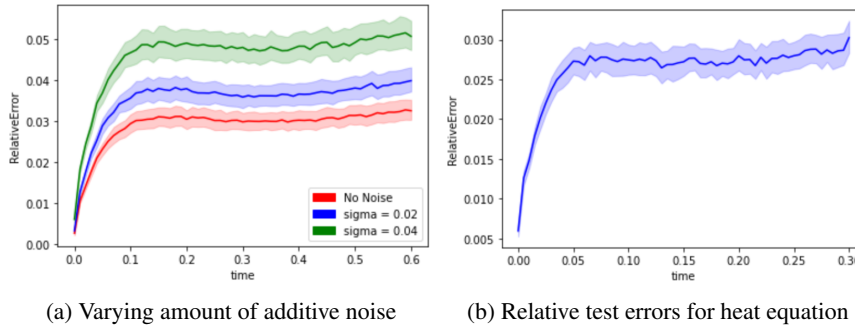 RelativeError
0.05
0.04
0.03
0.02
0.01
0.00
0.0 0.1 0.2 0.3 0.4 0.5 0.6
time
No Noise
sigma = 0.02
sigma = 0.04
(a) Varying amount of additive noise
RelativeError
0.030
0.025
0.020
0.015
0.010
0.005
0.00 0.05 0.10 0.15 0.20 0.25 0.30
time
(b) Relative test errors for heat equation